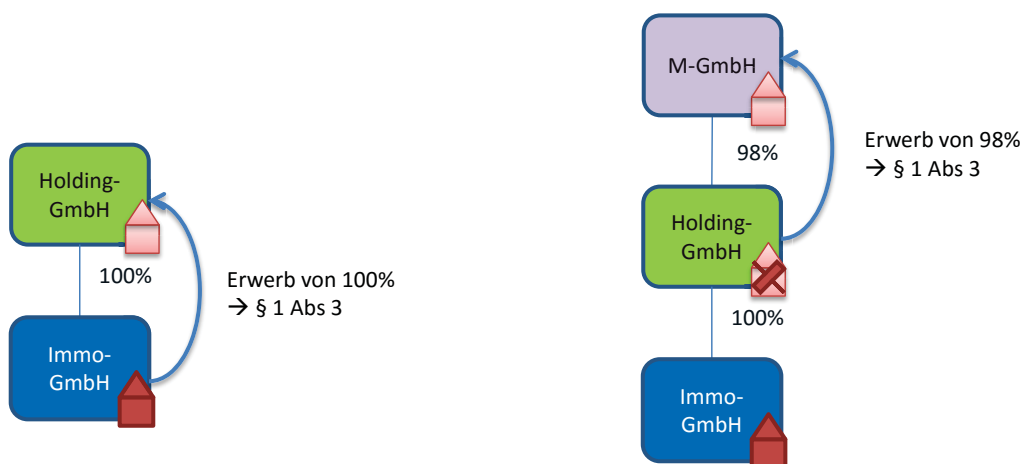 Holding-
GmbH
100%
Erwerb von 100%
→ § 1 Abs 3
Immo-
GmbH
M-GmbH
98%
Erwerb von 98%
→ § 1 Abs 3
Holding-
GmbH
100%
Immo-
GmbH